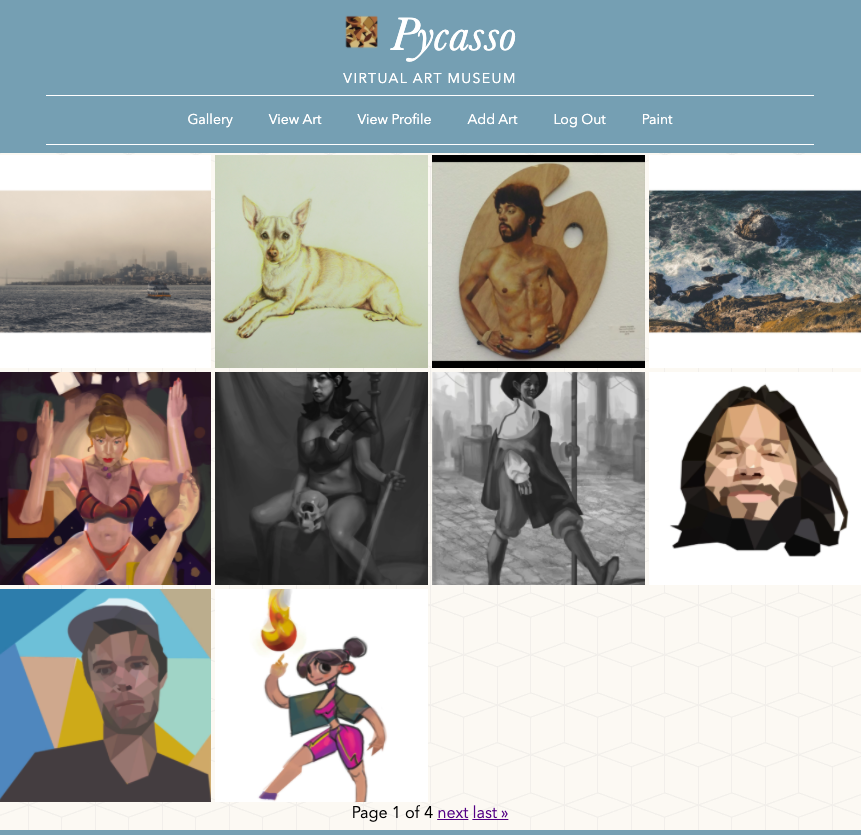 Pycasso
VIRTUAL ART MUSEUM
Gallery View Art View Profile Add Art Log Out Paint
Page 1 of 4 next last »